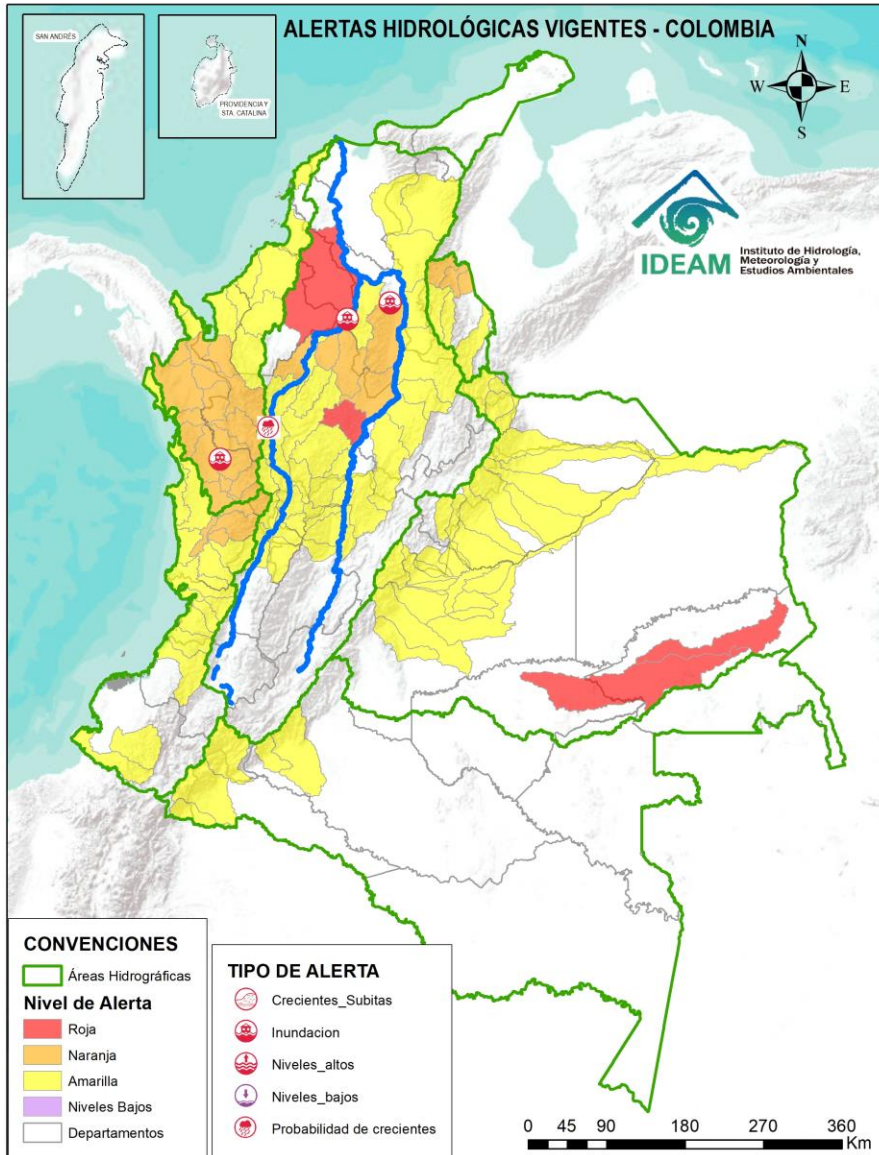 ALERTAS HIDROLÓGICAS VIGENTES - COLOMBIA
SAN ANDRÉS
PROVIDENCIA Y
STA. CATALINA
N
W
E
S
IDEAM
Instituto de Hidrología,
Meteorología y
Estudios Ambientales
CONVENCIONES
Áreas Hidrográficas
Nivel de Alerta
Roja
Naranja
Amarilla
Niveles Bajos
Departamentos
TIPO DE ALERTA
Crecientes_Subitas
Inundacion
Niveles_altos
Niveles_bajos
Probabilidad de crecientes
0 45 90 180 270 360
Km